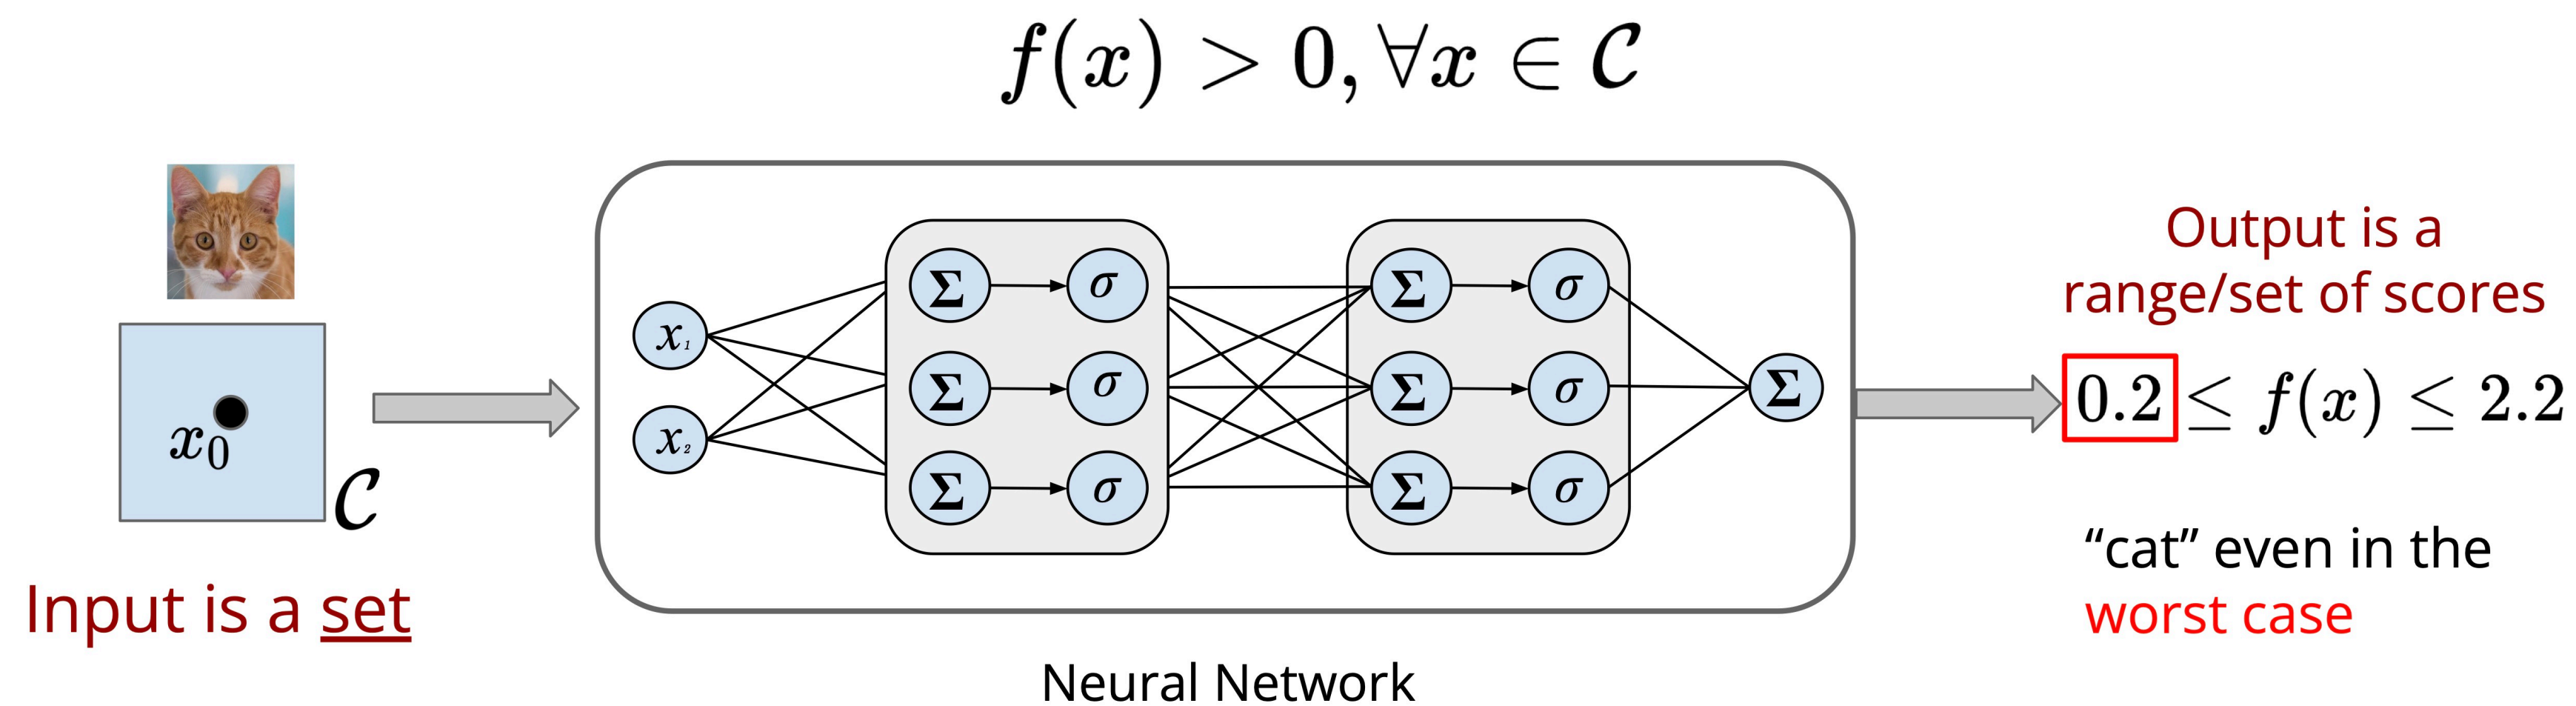 f(x) > 0, ∀x ∈ 𝒞
x₀
𝒞
Input is a set
x₁
x₂
Σ σ
Σ σ
Σ σ
Σ σ
Σ σ
Σ σ
Σ
Neural Network
Output is a
range/set of scores
0.2 ≤ f(x) ≤ 2.2
“cat” even in the
worst case